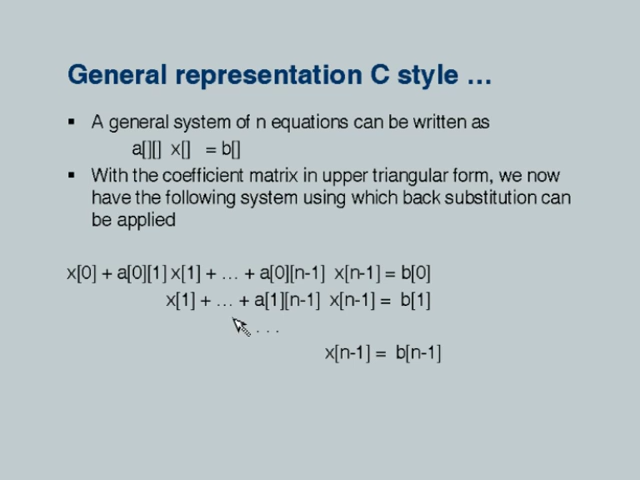 General representation C style …
▪ A general system of n equations can be written as
a[][] x[] = b[]
▪ With the coefficient matrix in upper triangular form, we now
have the following system using which back substitution can
be applied
x[0] + a[0][1] x[1] + … + a[0][n-1] x[n-1] = b[0]
x[1] + … + a[1][n-1] x[n-1] = b[1]
. . .
x[n-1] = b[n-1]